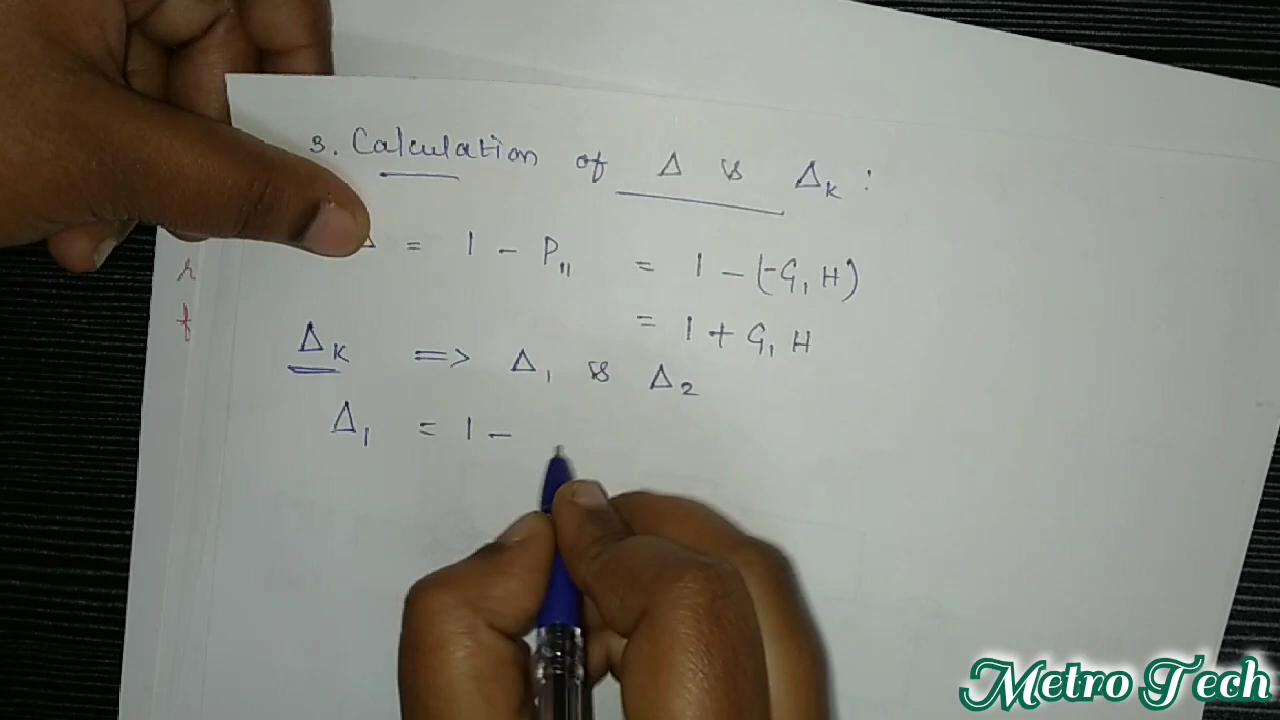 3. Calculation of Δ & Δk :
Δ = 1 - P11 = 1 - (-G1 H)
= 1 + G1 H
Δk => Δ1 & Δ2
Δ1 = 1 -
r
f
Metro Tech